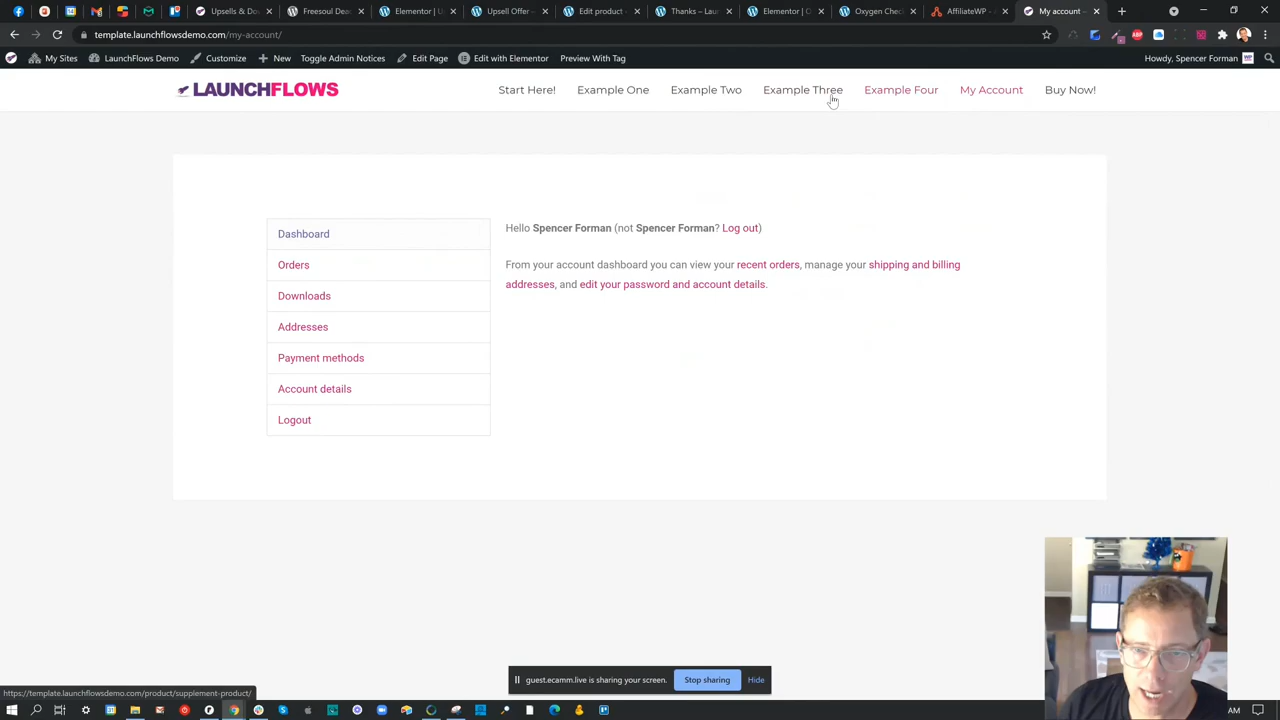 Upsells & Do
Freesoul Dea
Elementor | U
Upsell Offer –
Edit product ‹
Thanks – Laun
Elementor | O
Oxygen Check
AffiliateWP –
My account –
template.launchflowsdemo.com/my-account/
My Sites
LaunchFlows Demo
Customize
New
Toggle Admin Notices
Edit Page
Edit with Elementor
Preview With Tag
Howdy, Spencer Forman
LAUNCHFLOWS
Start Here!
Example One
Example Two
Example Three
Example Four
My Account
Buy Now!
Dashboard
Orders
Downloads
Addresses
Payment methods
Account details
Logout
Hello Spencer Forman (not Spencer Forman? Log out)
From your account dashboard you can view your recent orders, manage your shipping and billing
addresses, and edit your password and account details.
guest.ecamm.live is sharing your screen.
Stop sharing
Hide
https://template.launchflowsdemo.com/product/supplement-product/
AM